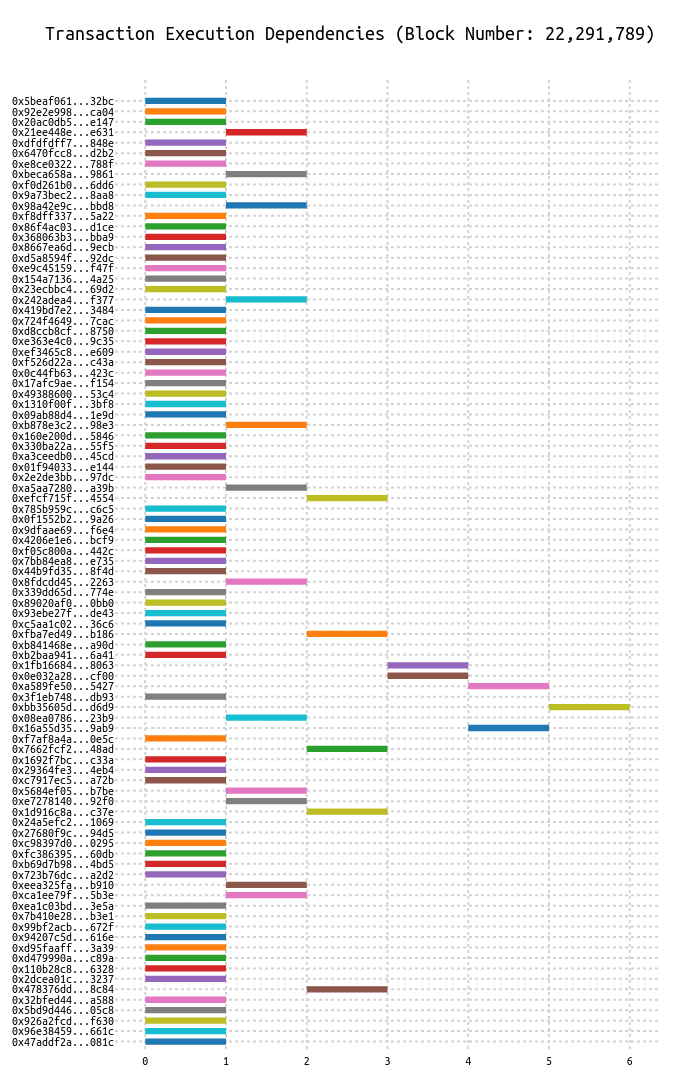 Transaction Execution Dependencies (Block Number: 22,291,789)
0x5beaf061...32bc
0x92e2e998...ca04
0x20ac0db5...e147
0x21ee448e...e631
0xdfdfdff7...848e
0x6470fcc8...d2b2
0xe8ce0322...788f
0xbeca658a...9861
0xf0d261b0...6dd6
0x9a73bec2...8aa8
0x98a42e9c...bbd8
0xf8dff337...5a22
0x86f4ac03...d1ce
0x368063b3...bba9
0x8667ea6d...9ecb
0xd5a8594f...92dc
0xe9c45159...f47f
0x154a7136...4a25
0x23ecbbc4...69d2
0x242adea4...f377
0x419bd7e2...3484
0x724f4649...7cac
0xd8ccb8cf...8750
0xe363e4c0...9c35
0xef3465c8...e609
0xf526d22a...c43a
0x0c44fb63...423c
0x17afc9ae...f154
0x49388600...53c4
0x1310f00f...3bf8
0x09ab88d4...1e9d
0xb878e3c2...98e3
0x160e200d...5846
0x330ba22a...55f5
0xa3ceedb0...45cd
0x01f94033...e144
0x2e2de3bb...97dc
0xa5aa7280...a39b
0xefcf715f...4554
0x785b959c...c6c5
0x0f1552b2...9a26
0x9dfaae69...f6e4
0x4206e1e6...bcf9
0xf05c800a...442c
0x7bb84ea8...e735
0x44b9fd35...8f4d
0x8fdcdd45...2263
0x339dd65d...774e
0x89020af0...0bb0
0x93ebe27f...de43
0xc5aa1c02...36c6
0xfba7ed49...b186
0xb841468e...a90d
0xb2baa941...6a41
0x1fb16684...8063
0x0e032a28...cf00
0xa589fe50...5427
0x3f1eb748...db93
0xbb35605d...d6d9
0x08ea0786...23b9
0x16a55d35...9ab9
0xf7af8a4a...0e5c
0x7662fcf2...48ad
0x1692f7bc...c33a
0x29364fe3...4eb4
0xc7917ec5...a72b
0x5684ef05...b7be
0xe7278140...92f0
0x1d916c8a...c37e
0x24a5efc2...1069
0x27680f9c...94d5
0xc98397d0...0295
0xfc386395...60db
0xb69d7b98...4bd5
0x723b76dc...a2d2
0xeea325fa...b910
0xca1ee79f...5b3e
0xea1c03bd...3e5a
0x7b410e28...b3e1
0x99bf2acb...672f
0x94207c5d...616e
0xd95faaff...3a39
0xd479990a...c89a
0x110b28c8...6328
0x2dcea01c...3237
0x478376dd...8c84
0x32bfed44...a588
0x5bd9d446...05c8
0x926a2fcd...f630
0x96e38459...661c
0x47addf2a...081c
0 1 2 3 4 5 6